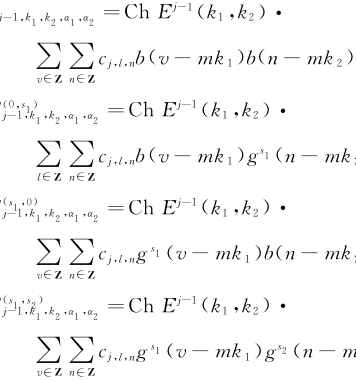 j−1,k₁,k₂,α₁,α₂ =Ch E^{j−1}(k₁,k₂) •
∑_{v∈Z} ∑_{n∈Z} c_{j,l,n} b(v−mk₁)b(n−mk₂)
^{(0,s₁)}_{j−1,k₁,k₂,α₁,α₂} =Ch E^{j−1}(k₁,k₂) •
∑_{l∈Z} ∑_{n∈Z} c_{j,l,n} b(v−mk₁)g^{s₁}(n−mk
^{(s₁,0)}_{j−1,k₁,k₂,α₁,α₂} =Ch E^{j−1}(k₁,k₂) •
∑_{v∈Z} ∑_{n∈Z} c_{j,l,n} g^{s₁}(v−mk₁)b(n−mk
^{(s₁,s₂)}_{j−1,k₁,k₂,α₁,α₂} =Ch E^{j−1}(k₁,k₂) •
∑_{v∈Z} ∑_{n∈Z} c_{j,l,n} g^{s₁}(v−mk₁)g^{s₂}(n−m